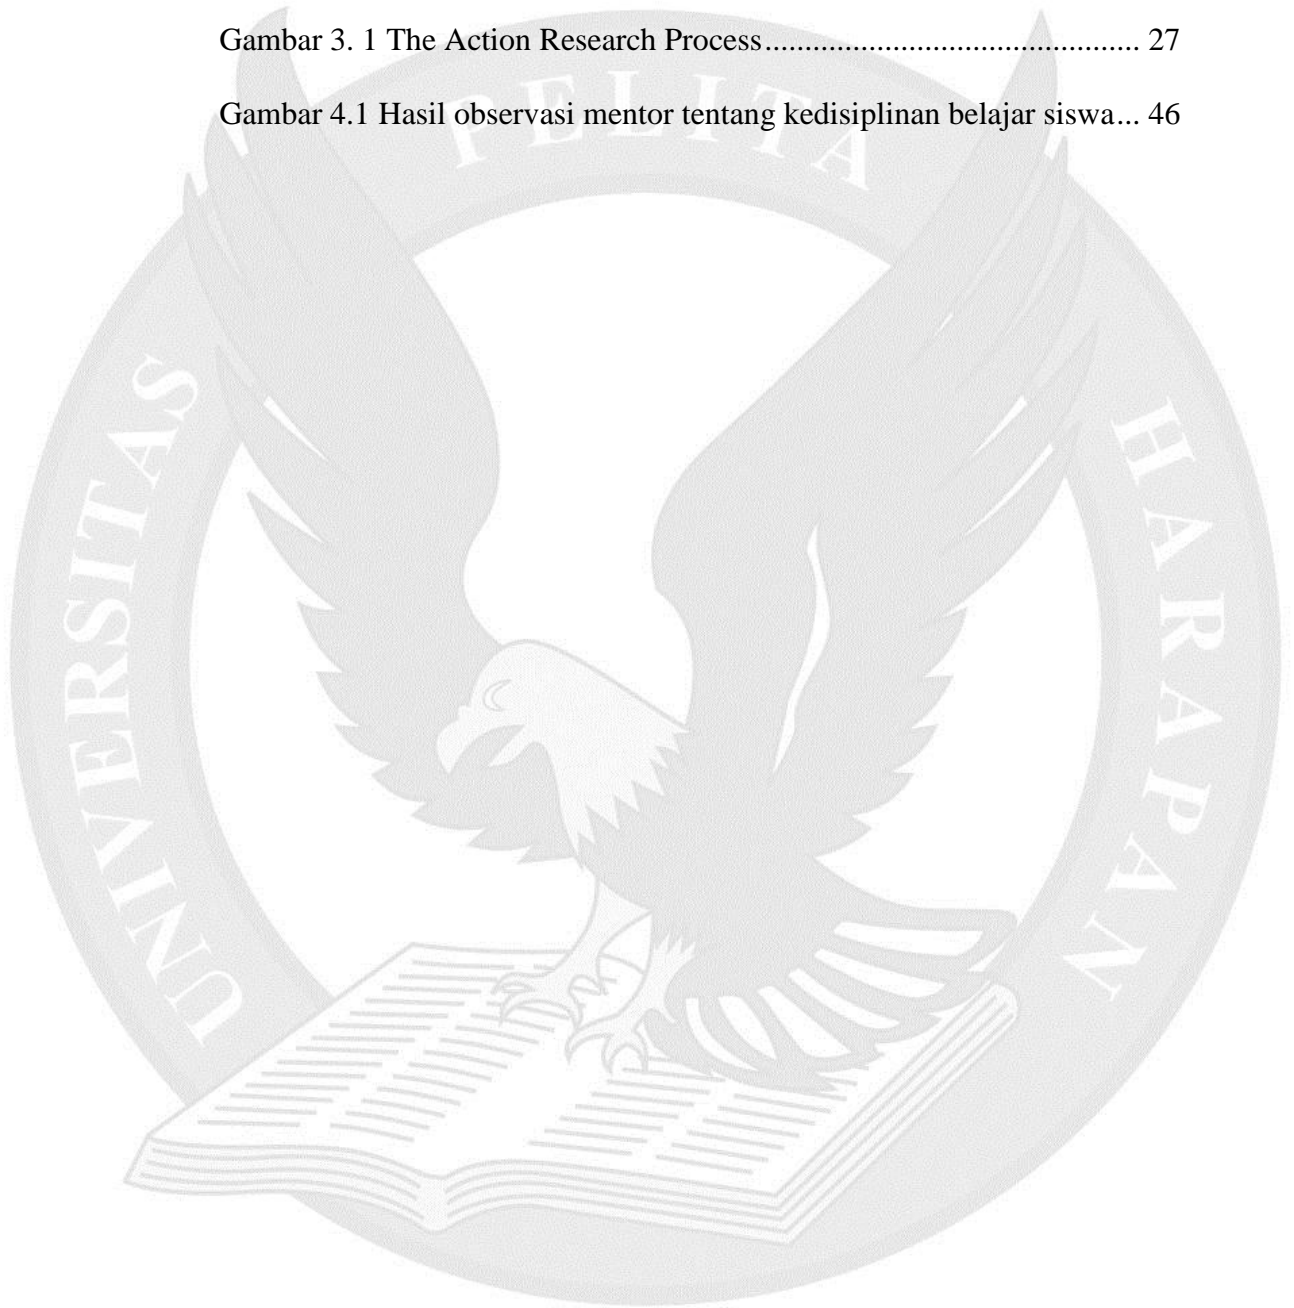 Gambar 3. 1 The Action Research Process............................................... 27
Gambar 4.1 Hasil observasi mentor tentang kedisiplinan belajar siswa... 46
UNIVERSITAS PELITA HARAPAN